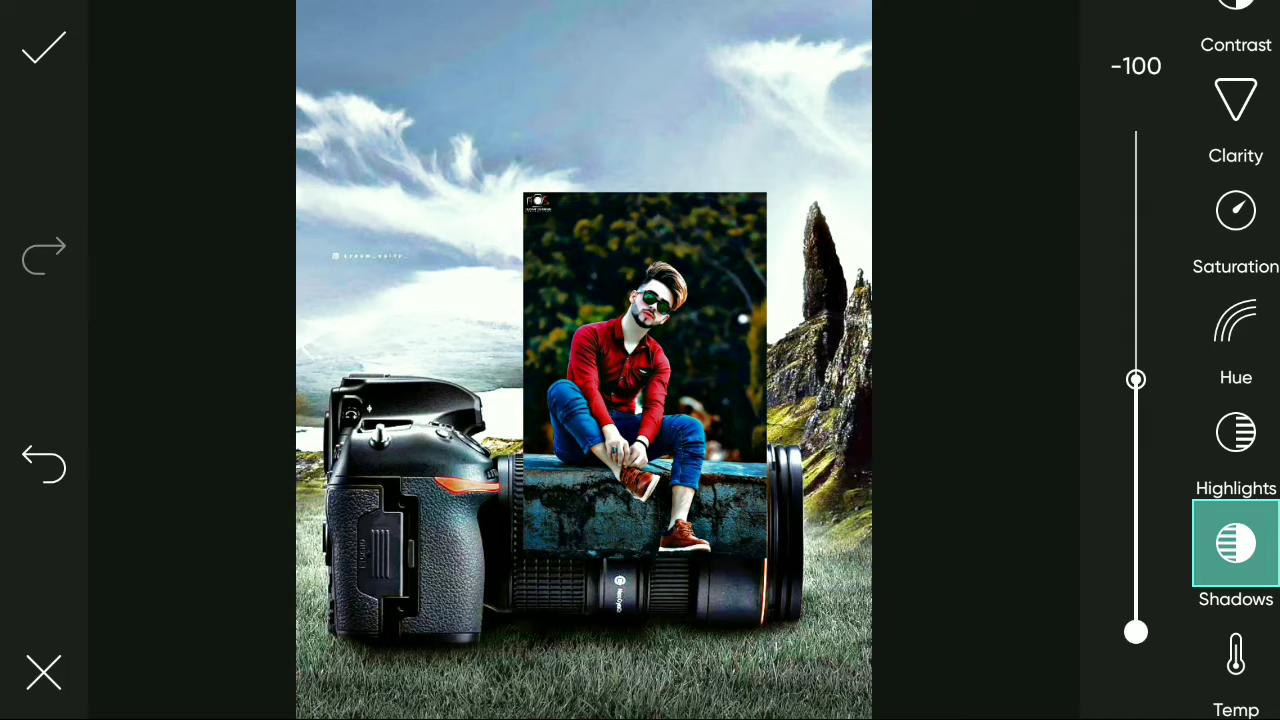 Contrast
-100
Clarity
Saturation
Hue
Highlights
Shadows
Temp